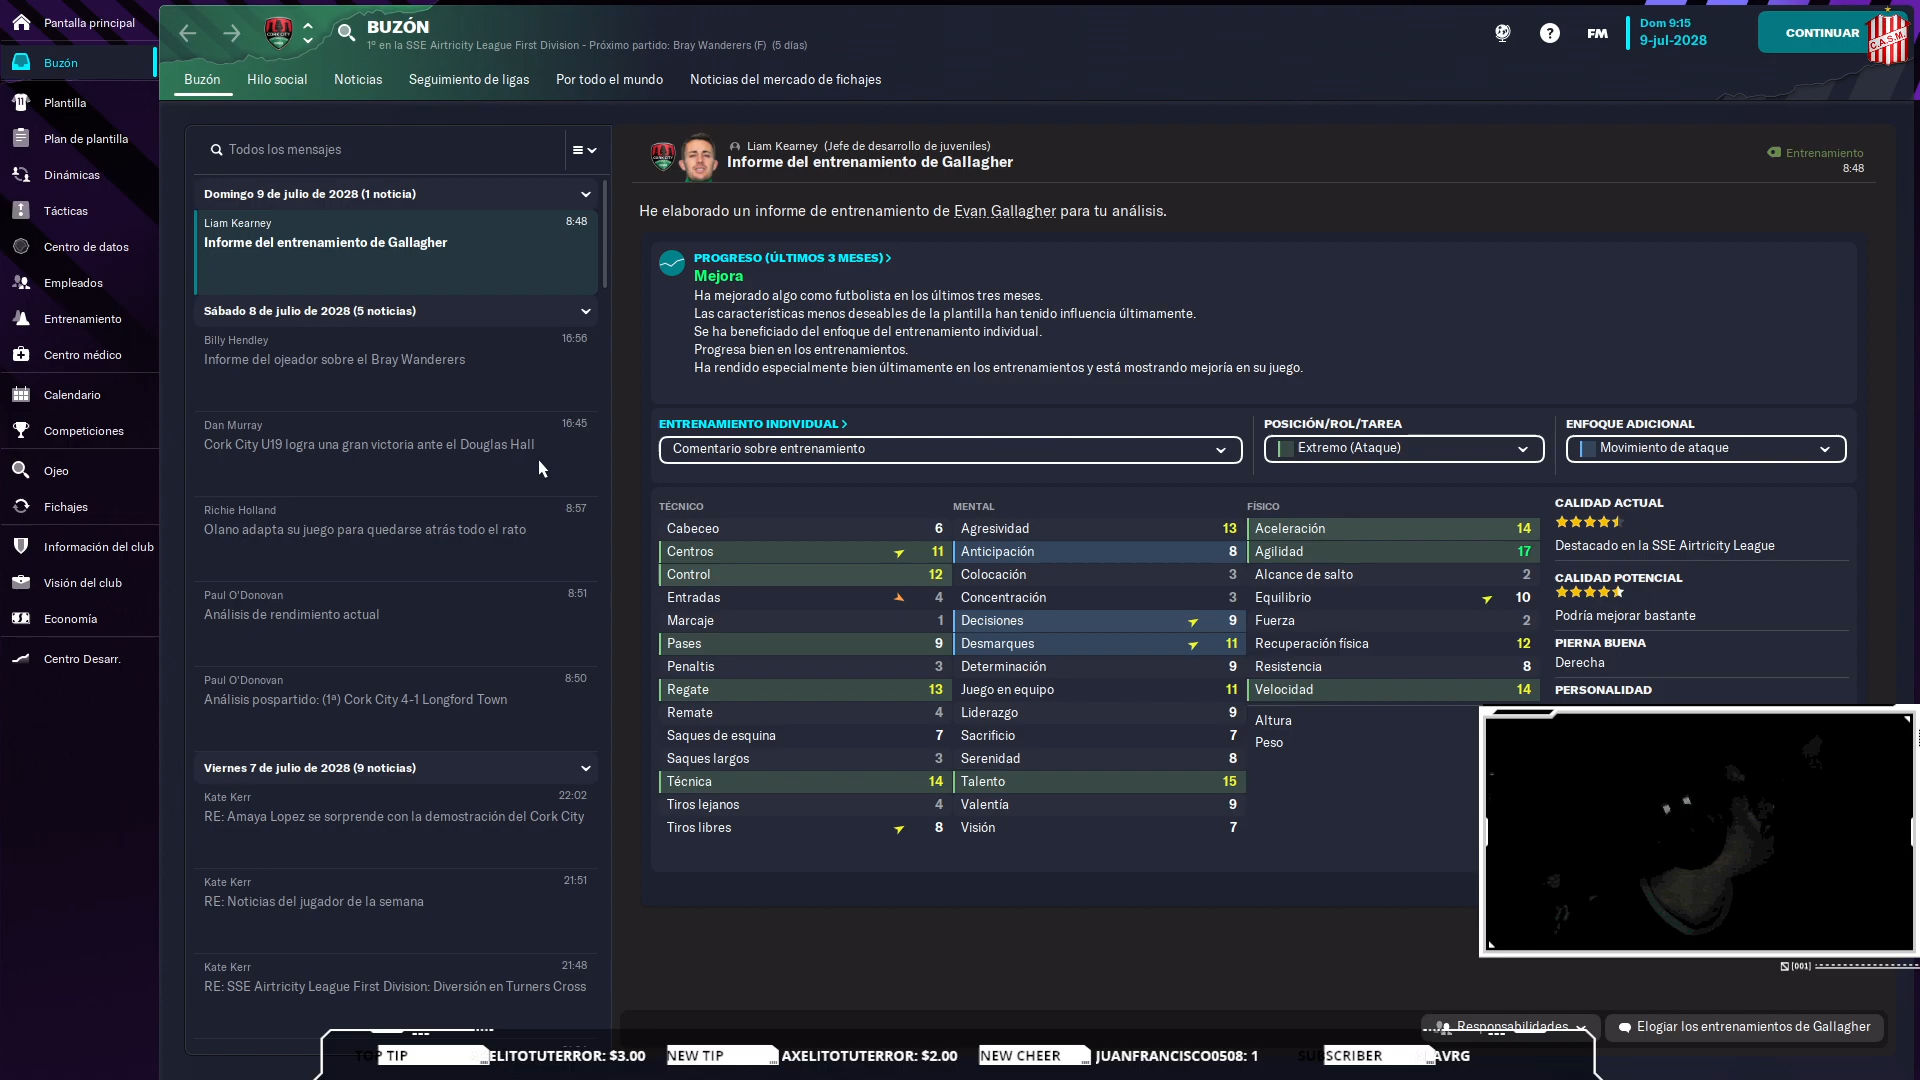 Pantalla principal
Buzón
Plantilla
Plan de plantilla
Dinámicas
Tácticas
Centro de datos
Empleados
Entrenamiento
Centro médico
Calendario
Competiciones
Ojeo
Fichajes
Información del club
Visión del club
Economía
Centro Desarr.
BUZÓN
1º en la SSE Airtricity League First Division - Próximo partido: Bray Wanderers (F) (5 días)
FM
Dom 9:15
9-jul-2028
CONTINUAR
C.A.S.M.
Buzón
Hilo social
Noticias
Seguimiento de ligas
Por todo el mundo
Noticias del mercado de fichajes
Todos los mensajes
Domingo 9 de julio de 2028 (1 noticia)
Liam Kearney 8:48
Informe del entrenamiento de Gallagher
Sábado 8 de julio de 2028 (5 noticias)
Billy Hendley 16:56
Informe del ojeador sobre el Bray Wanderers
Dan Murray 16:45
Cork City U19 logra una gran victoria ante el Douglas Hall
Richie Holland 8:57
Olano adapta su juego para quedarse atrás todo el rato
Paul O'Donovan 8:51
Análisis de rendimiento actual
Paul O'Donovan 8:50
Análisis pospartido: (1ª) Cork City 4-1 Longford Town
Viernes 7 de julio de 2028 (9 noticias)
Kate Kerr 22:02
RE: Amaya Lopez se sorprende con la demostración del Cork City
Kate Kerr 21:51
RE: Noticias del jugador de la semana
Kate Kerr 21:48
RE: SSE Airtricity League First Division: Diversión en Turners Cross
Liam Kearney (Jefe de desarrollo de juveniles)
Informe del entrenamiento de Gallagher
Entrenamiento
8:48
He elaborado un informe de entrenamiento de Evan Gallagher para tu análisis.
PROGRESO (ÚLTIMOS 3 MESES)
Mejora
Ha mejorado algo como futbolista en los últimos tres meses.
Las características menos deseables de la plantilla han tenido influencia últimamente.
Se ha beneficiado del enfoque del entrenamiento individual.
Progresa bien en los entrenamientos.
Ha rendido especialmente bien últimamente en los entrenamientos y está mostrando mejoría en su juego.
ENTRENAMIENTO INDIVIDUAL
Comentario sobre entrenamiento
POSICIÓN/ROL/TAREA
Extremo (Ataque)
ENFOQUE ADICIONAL
Movimiento de ataque
TÉCNICO
Cabeceo 6
Centros 11
Control 12
Entradas 4
Marcaje 1
Pases 9
Penaltis 3
Regate 13
Remate 4
Saques de esquina 7
Saques largos 3
Técnica 14
Tiros lejanos 4
Tiros libres 8
MENTAL
Agresividad 13
Anticipación 8
Colocación 3
Concentración 3
Decisiones 9
Desmarques 11
Determinación 9
Juego en equipo 11
Liderazgo 9
Sacrificio 7
Serenidad 8
Talento 15
Valentía 9
Visión 7
FÍSICO
Aceleración 14
Agilidad 17
Alcance de salto 2
Equilibrio 10
Fuerza 2
Recuperación física 12
Resistencia 8
Velocidad 14
Altura
Peso
CALIDAD ACTUAL
Destacado en la SSE Airtricity League
CALIDAD POTENCIAL
Podría mejorar bastante
PIERNA BUENA
Derecha
PERSONALIDAD
[001]
Responsabilidades
Elogiar los entrenamientos de Gallagher
TOP TIP
ELITOTUTERROR: $3.00
NEW TIP
AXELITOTUTERROR: $2.00
NEW CHEER
JUANFRANCISCO0508: 1
SUBSCRIBER
AVRG